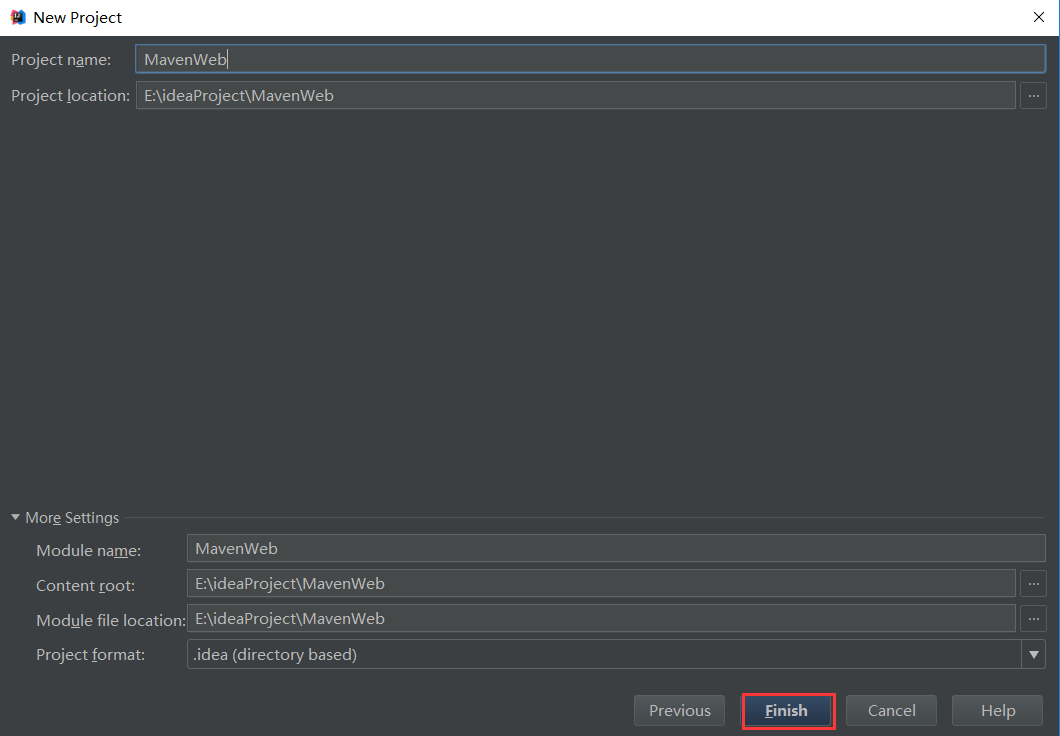 New Project
Project name: MavenWeb
Project location: E:\ideaProject\MavenWeb ...
More Settings
Module name: MavenWeb
Content root: E:\ideaProject\MavenWeb ...
Module file location: E:\ideaProject\MavenWeb ...
Project format: .idea (directory based)
Previous Finish Cancel Help